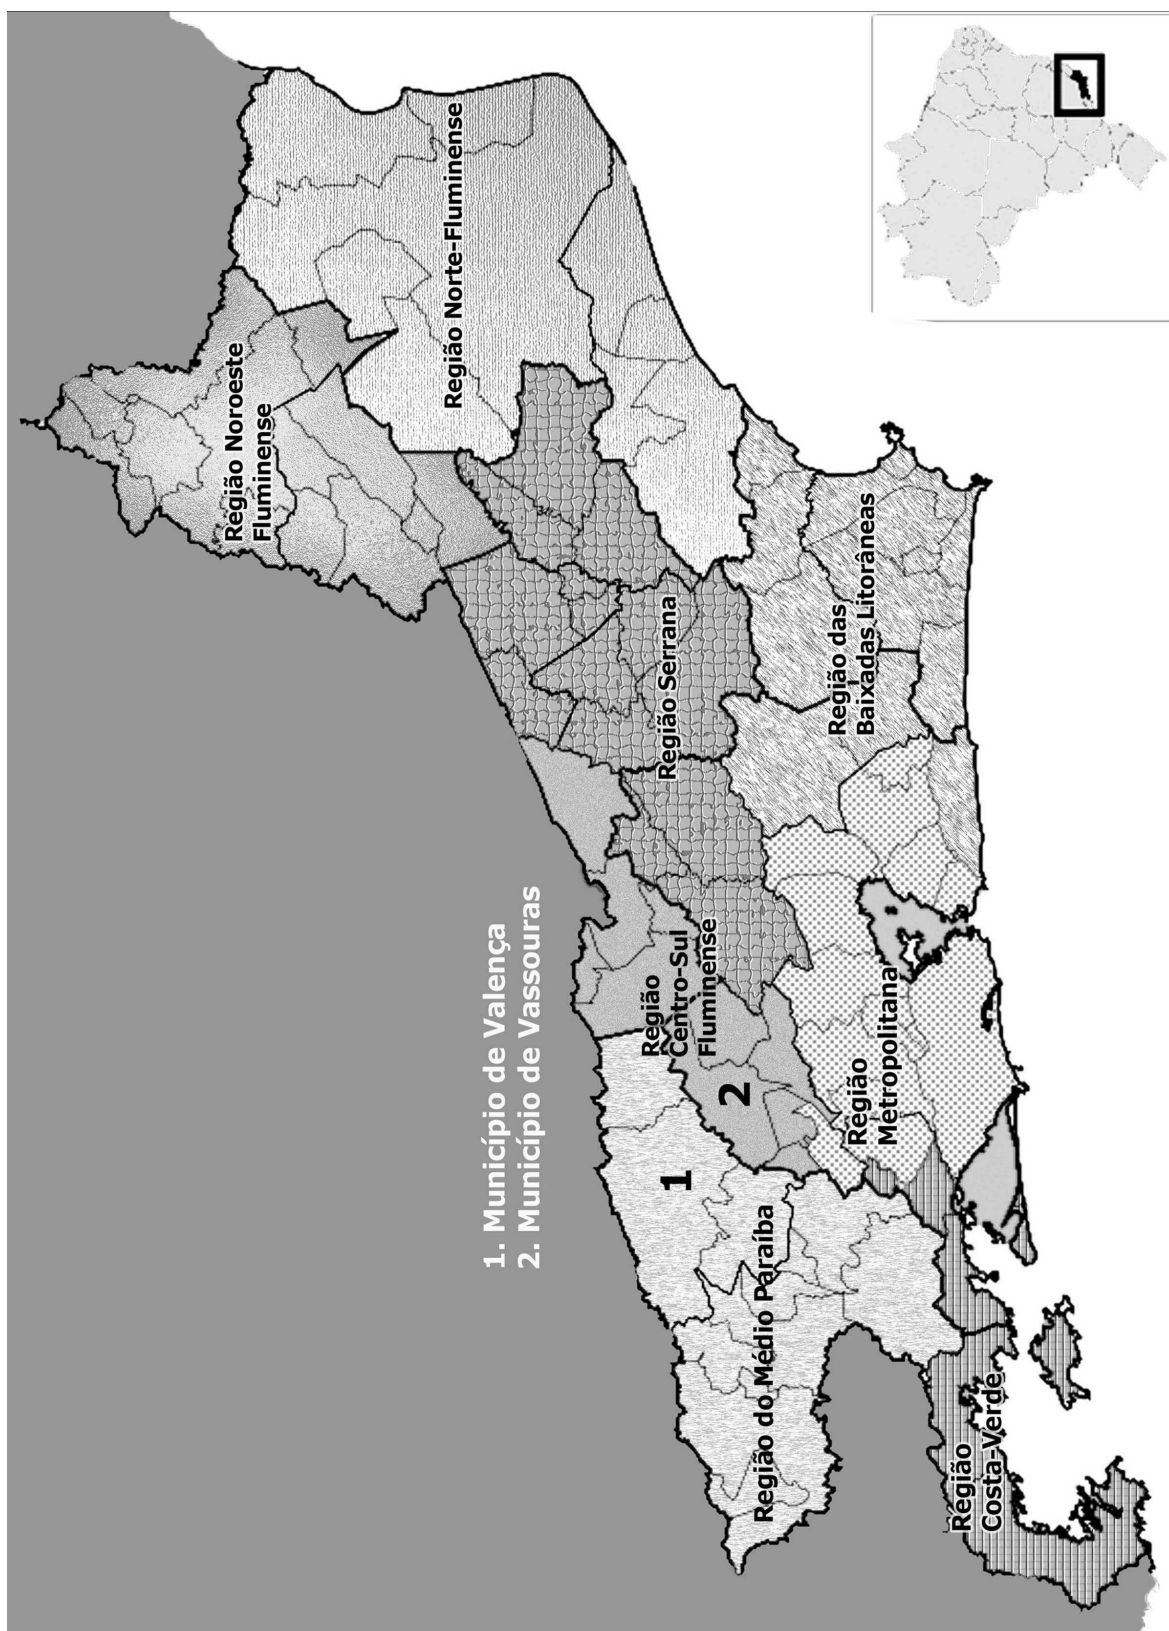 1. Município de Valença
2. Município de Vassouras
Região Noroeste
Fluminense
Região Norte-Fluminense
Região Serrana
Região das
Baixadas Litorâneas
Região
Centro-Sul
Fluminense
Região
Metropolitana
Região do Médio Paraíba
Região
Costa-Verde
1
2